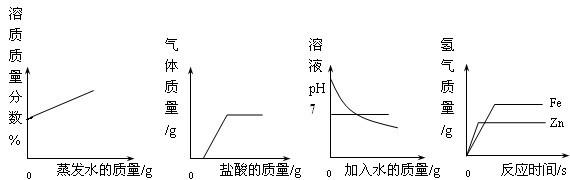 溶质质量分数%
0
蒸发水的质量/g
气体质量/g
0
盐酸的质量/g
溶液pH
7
0
加入水的质量/g
氢气质量/g
Fe
Zn
0
反应时间/s